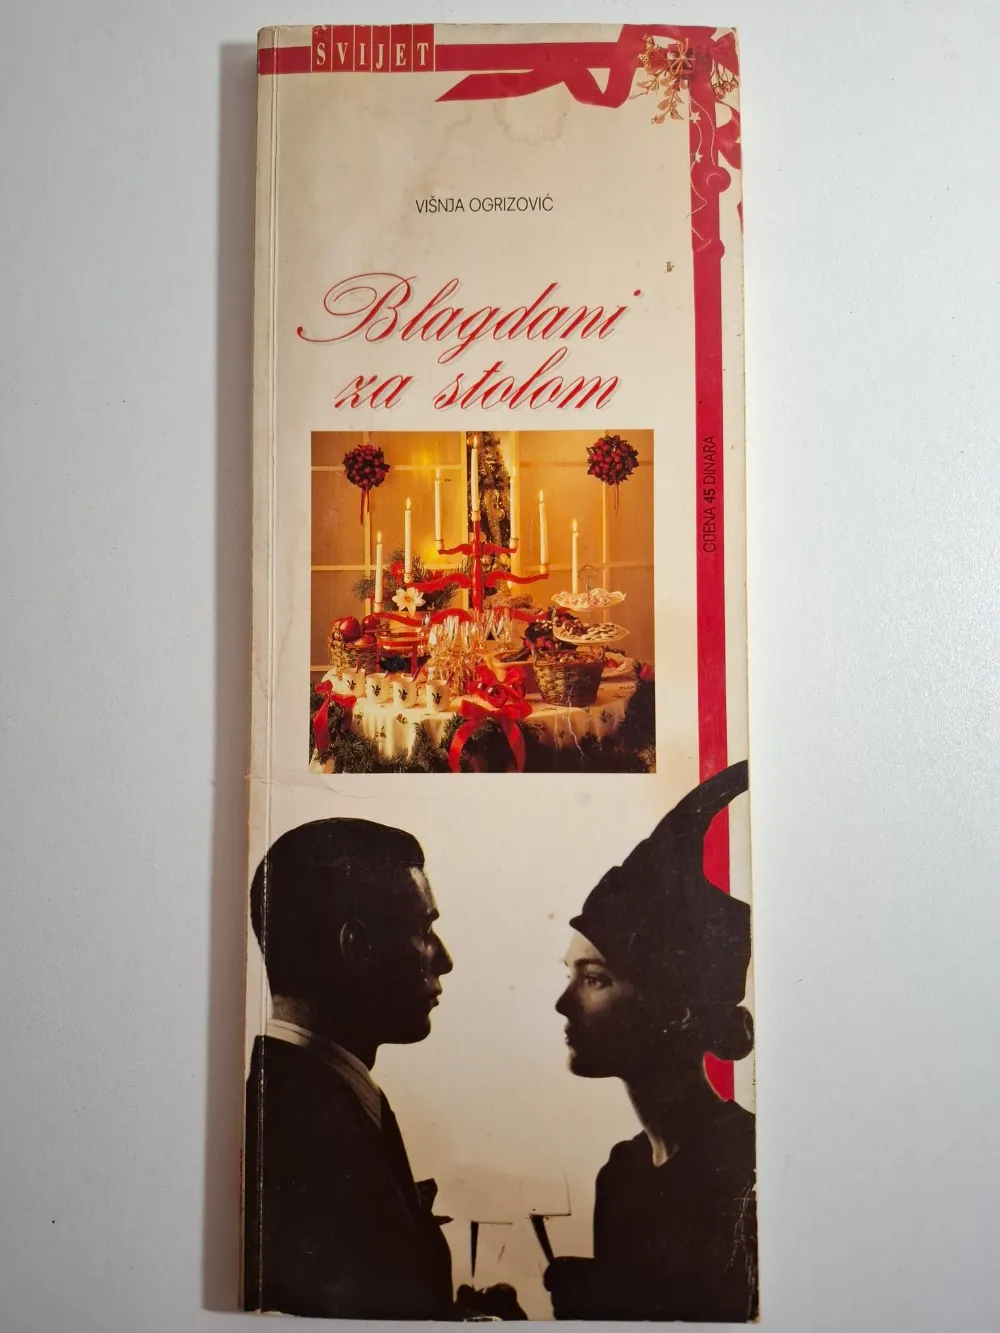 SVIJET
VIŠNJA OGRIZOVIĆ
Blagdani
za stolom
CIJENA 45 DINARA